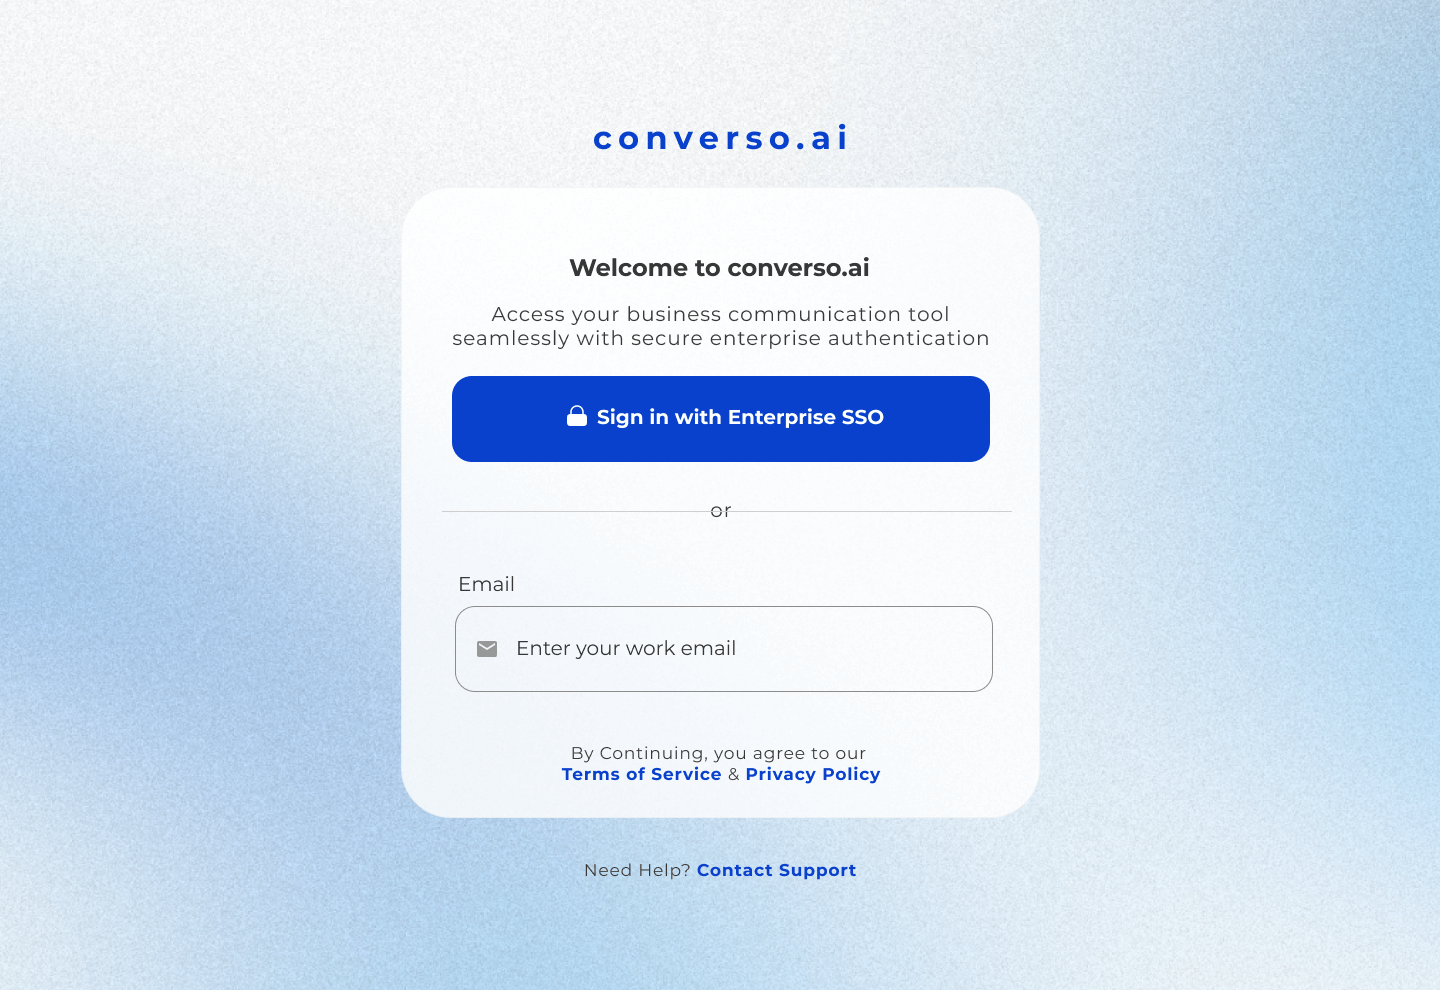 converso.ai
Welcome to converso.ai
Access your business communication tool
seamlessly with secure enterprise authentication
Sign in with Enterprise SSO
or
Email
Enter your work email
By Continuing, you agree to our
Terms of Service & Privacy Policy
Need Help? Contact Support